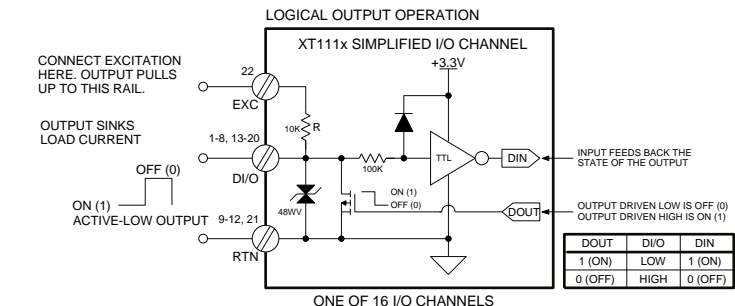 LOGICAL OUTPUT OPERATION
XT111x SIMPLIFIED I/O CHANNEL
+3.3V
CONNECT EXCITATION
HERE. OUTPUT PULLS
UP TO THIS RAIL.
22
EXC
10K
R
OUTPUT SINKS
LOAD CURRENT
1-8, 13-20
DI/O
100K
TTL
DIN
INPUT FEEDS BACK THE
STATE OF THE OUTPUT
OFF (0)
ON (1)
ACTIVE-LOW OUTPUT
48WV
ON (1)
OFF (0)
DOUT
OUTPUT DRIVEN LOW IS OFF (0)
OUTPUT DRIVEN HIGH IS ON (1)
9-12, 21
RTN
DOUT DI/O DIN
1 (ON) LOW 1 (ON)
0 (OFF) HIGH 0 (OFF)
ONE OF 16 I/O CHANNELS